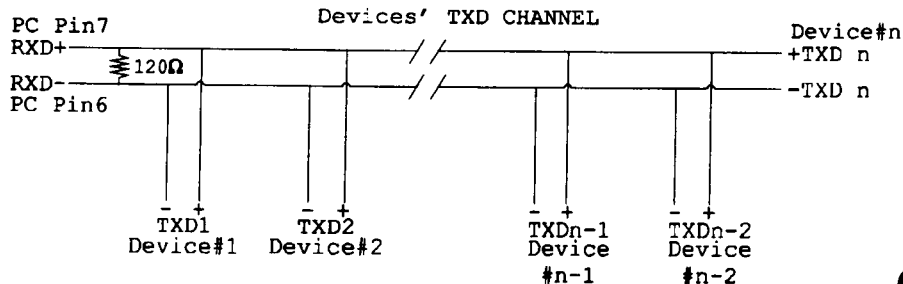 Devices' TXD CHANNEL
PC Pin7
RXD+
120Ω
RXD-
PC Pin6
Device#n
+TXD n
-TXD n
- +
TXD1
Device#1
- +
TXD2
Device#2
- +
TXDn-1
Device
#n-1
- +
TXDn-2
Device
#n-2